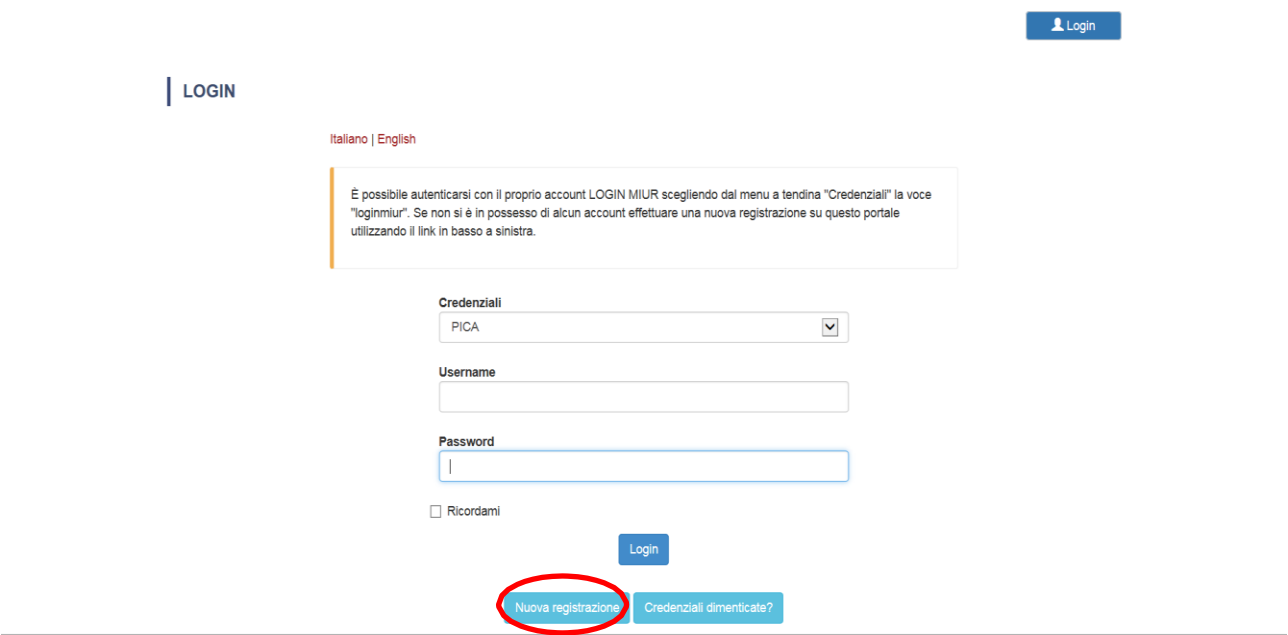 Login
LOGIN
Italiano | English
È possibile autenticarsi con il proprio account LOGIN MIUR scegliendo dal menu a tendina "Credenziali" la voce
"loginmiur". Se non si è in possesso di alcun account effettuare una nuova registrazione su questo portale
utilizzando il link in basso a sinistra.
Credenziali
PICA
Username
Password
Ricordami
Login
Nuova registrazione
Credenziali dimenticate?